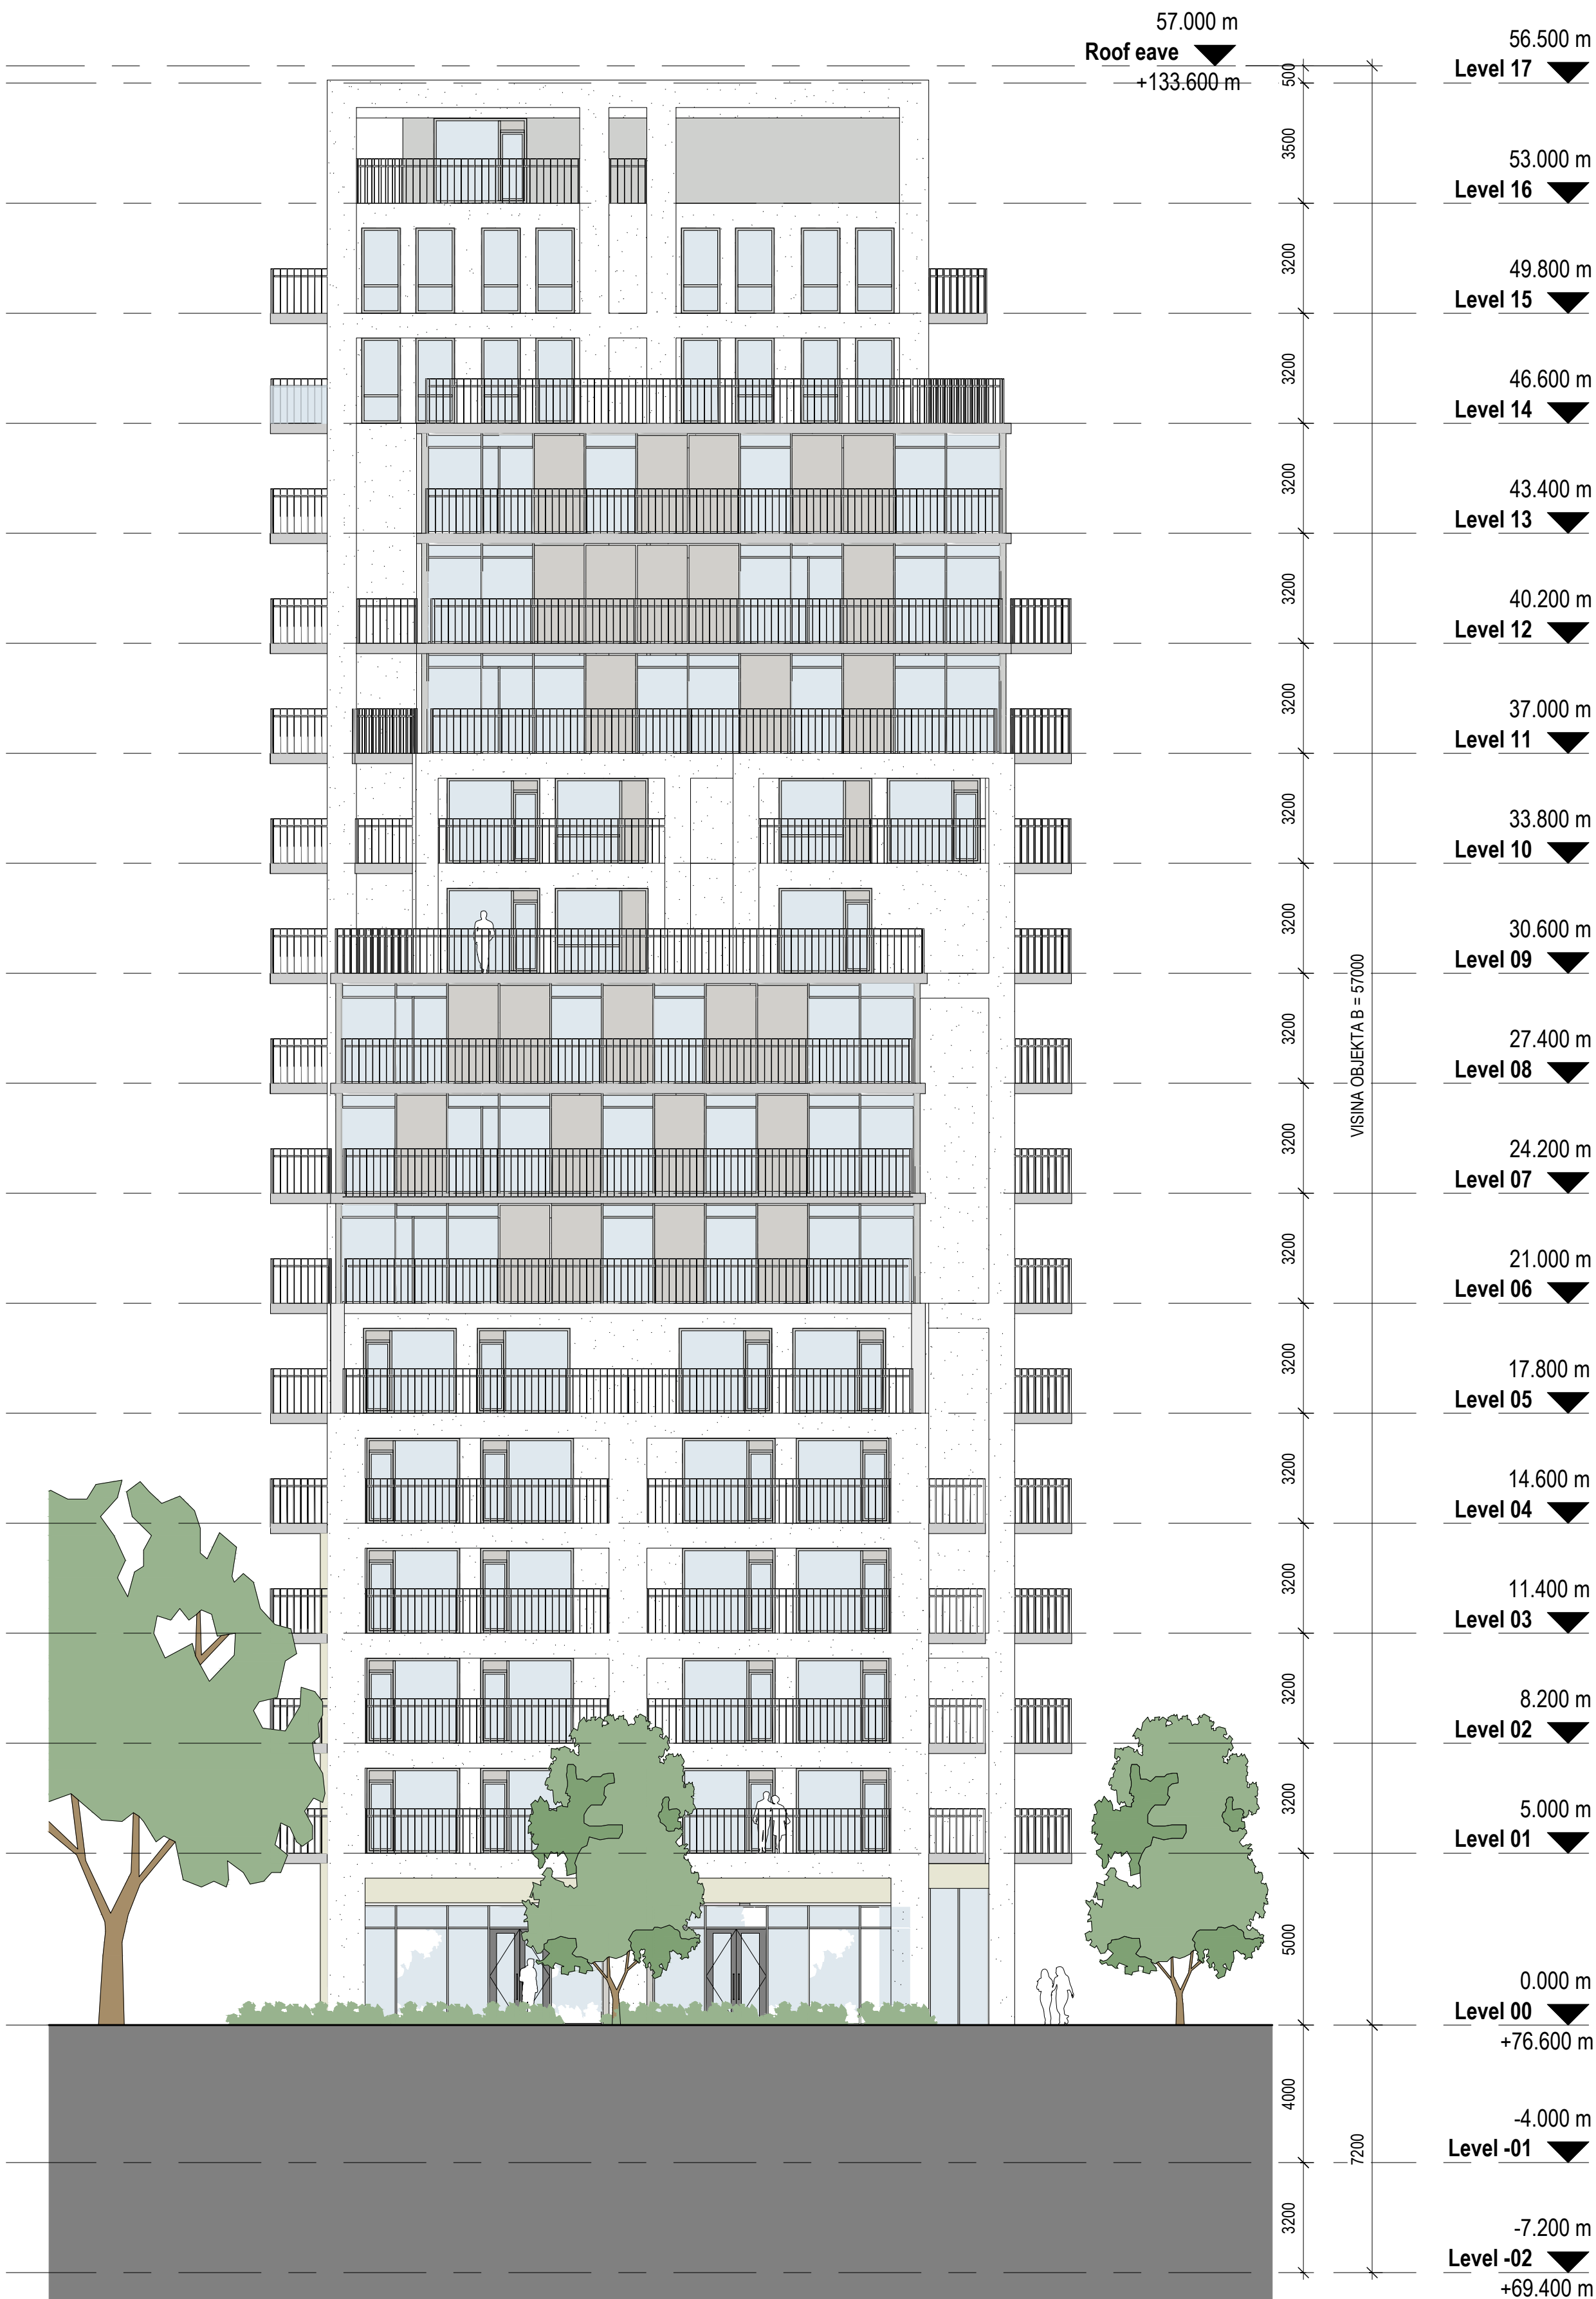 57.000 m
Roof eave
+133.600 m
56.500 m
Level 17
500
3500
53.000 m
Level 16
3200
49.800 m
Level 15
3200
46.600 m
Level 14
3200
43.400 m
Level 13
3200
40.200 m
Level 12
3200
37.000 m
Level 11
3200
33.800 m
Level 10
3200
30.600 m
Level 09
VISINA OBJEKTA B = 57000
3200
27.400 m
Level 08
3200
24.200 m
Level 07
3200
21.000 m
Level 06
3200
17.800 m
Level 05
3200
14.600 m
Level 04
3200
11.400 m
Level 03
3200
8.200 m
Level 02
3200
5.000 m
Level 01
5000
0.000 m
Level 00
+76.600 m
4000
-4.000 m
Level -01
7200
3200
-7.200 m
Level -02
+69.400 m